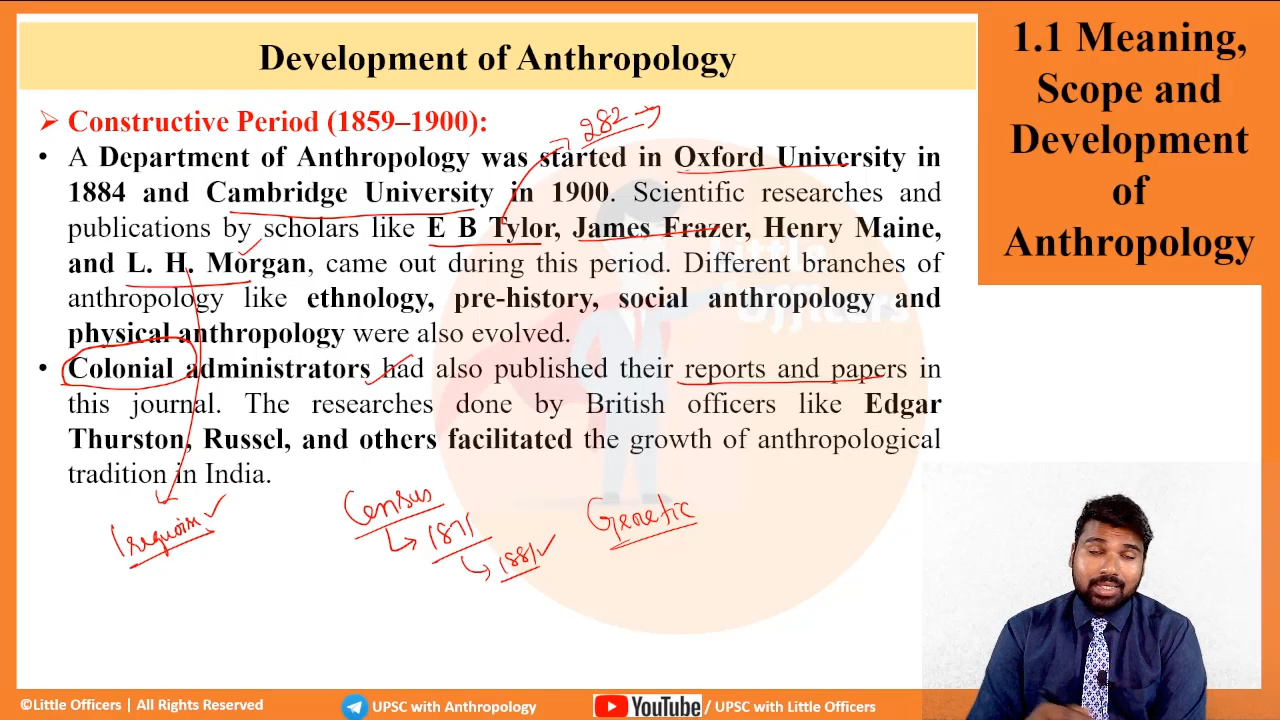 Development of Anthropology
1.1 Meaning,
Scope and
Development
of
Anthropology
➤ Constructive Period (1859–1900):
282
• A Department of Anthropology was started in Oxford University in
1884 and Cambridge University in 1900. Scientific researches and
publications by scholars like E B Tylor, James Frazer, Henry Maine,
and L. H. Morgan, came out during this period. Different branches of
anthropology like ethnology, pre-history, social anthropology and
physical anthropology were also evolved.
• Colonial administrators had also published their reports and papers in
this journal. The researches done by British officers like Edgar
Thurston, Russel, and others facilitated the growth of anthropological
tradition in India.
Census
1871
1881
Genetic
Little
Officers
©Little Officers | All Rights Reserved
UPSC with Anthropology
YouTube / UPSC with Little Officers